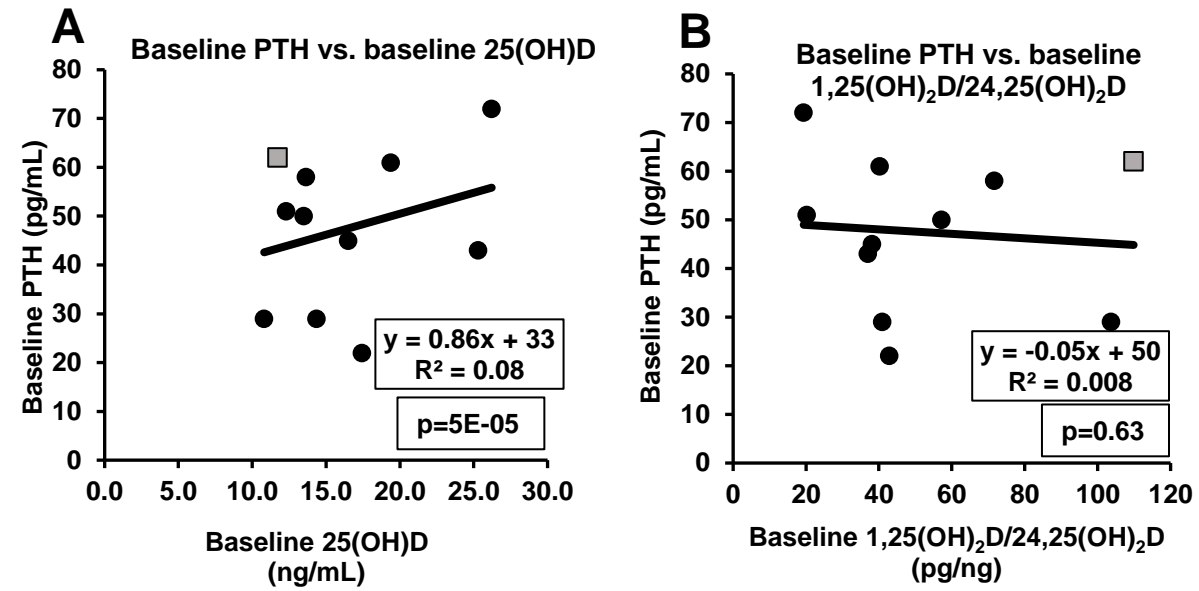 A
Baseline PTH vs. baseline 25(OH)D
Baseline PTH (pg/mL)
80
70
60
50
40
30
20
10
0
0.0 5.0 10.0 15.0 20.0 25.0 30.0
y = 0.86x + 33
R² = 0.08
p=5E-05
Baseline 25(OH)D
(ng/mL)
B
Baseline PTH vs. baseline
1,25(OH)₂D/24,25(OH)₂D
Baseline PTH (pg/mL)
80
70
60
50
40
30
20
10
0
0 20 40 60 80 100 120
y = -0.05x + 50
R² = 0.008
p=0.63
Baseline 1,25(OH)₂D/24,25(OH)₂D
(pg/ng)